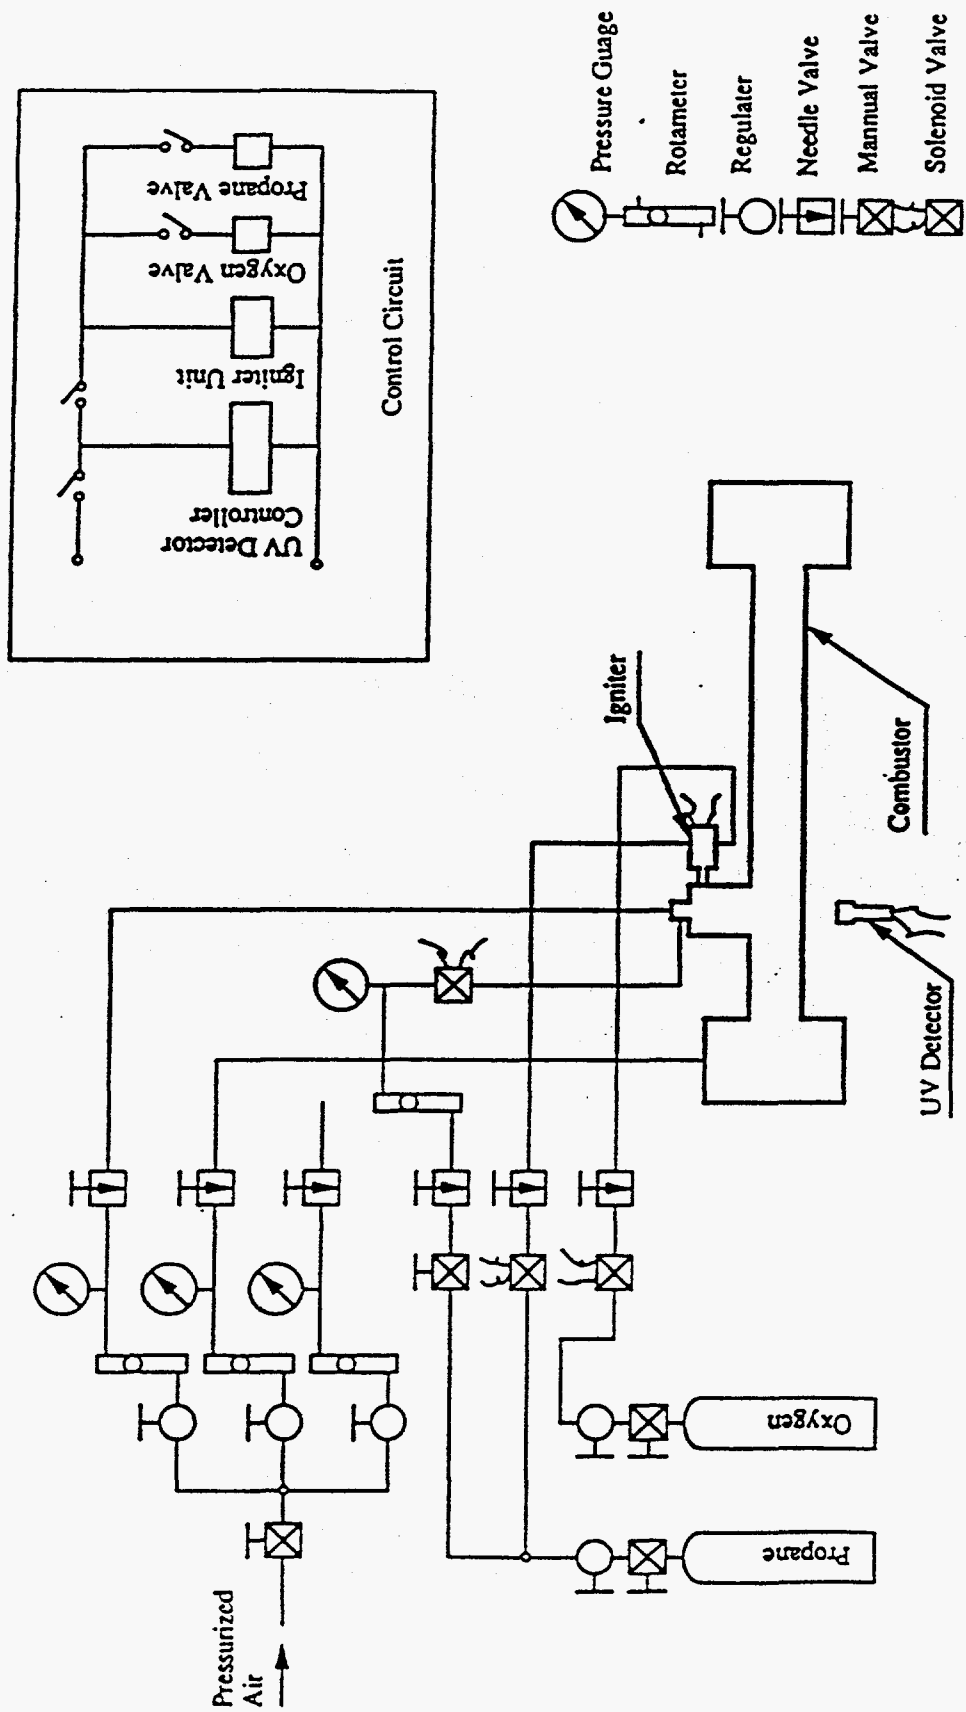 Pressurized
Air
Propane
Oxygen
UV Detector
Combustor
Igniter
UV Detector
Controller
Igniter Unit
Oxygen Valve
Propane Valve
Control Circuit
Pressure Guage
Rotameter
Regulater
Needle Valve
Mannual Valve
Solenoid Valve